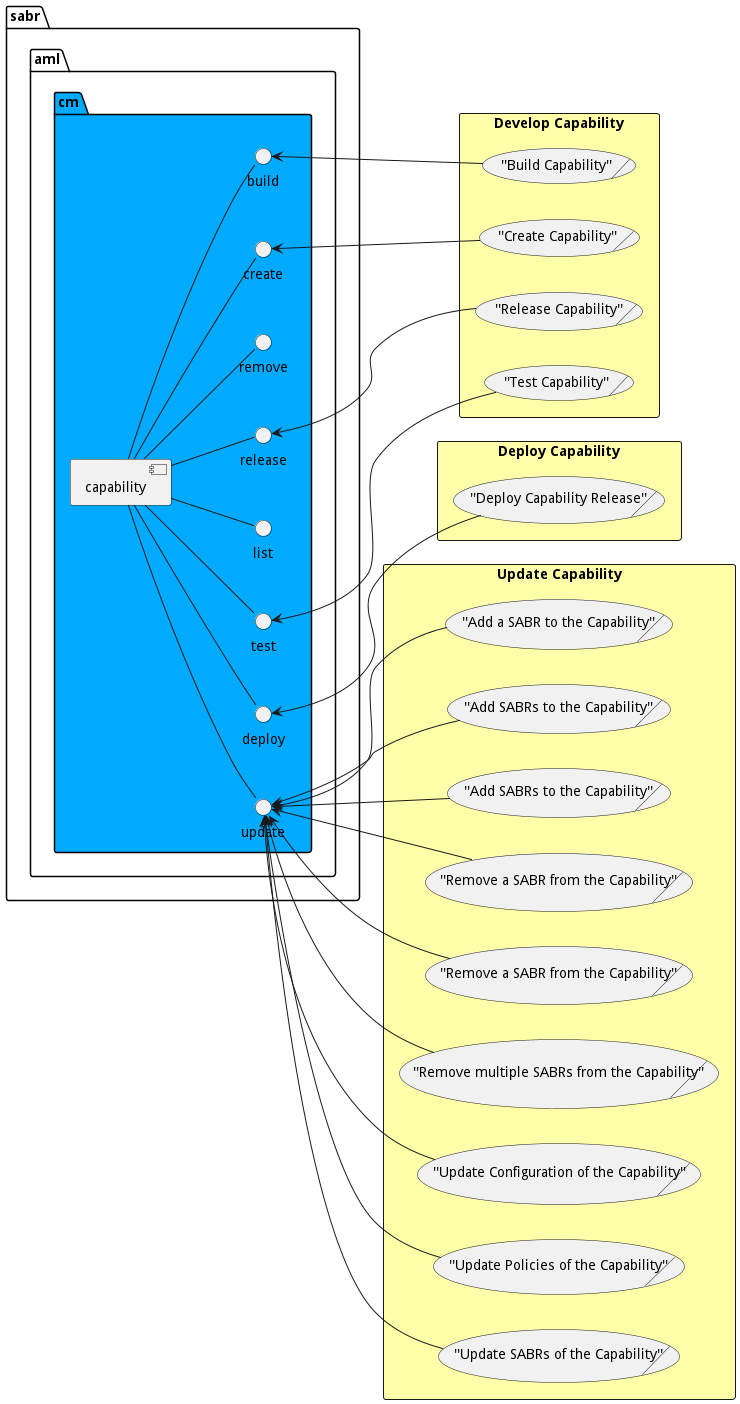 sabr
aml
cm
build
create
remove
release
capability
list
test
deploy
update
Develop Capability
"Build Capability"
"Create Capability"
"Release Capability"
"Test Capability"
Deploy Capability
"Deploy Capability Release"
Update Capability
"Add a SABR to the Capability"
"Add SABRs to the Capability"
"Add SABRs to the Capability"
"Remove a SABR from the Capability"
"Remove a SABR from the Capability"
"Remove multiple SABRs from the Capability"
"Update Configuration of the Capability"
"Update Policies of the Capability"
"Update SABRs of the Capability"